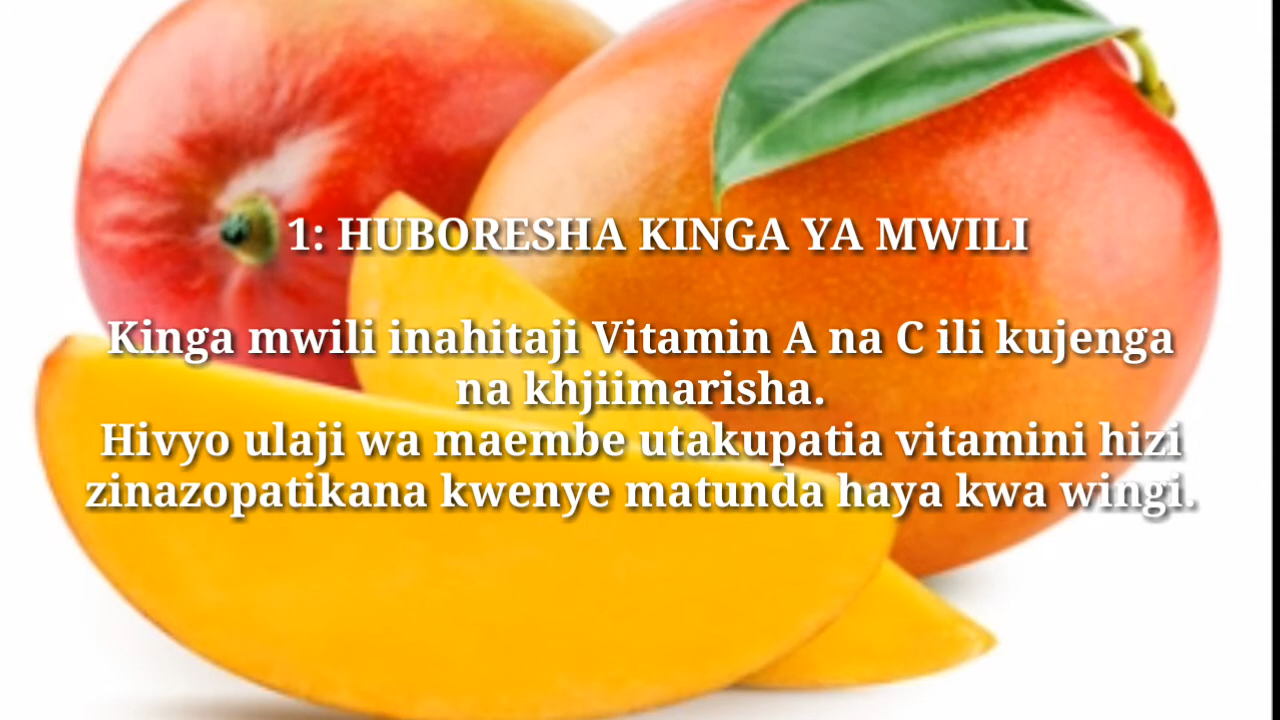 1: HUBORESHA KINGA YA MWILI
Kinga mwili inahitaji Vitamin A na C ili kujenga
na khjiimarisha.
Hivyo ulaji wa maembe utakupatia vitamini hizi
zinazopatikana kwenye matunda haya kwa wingi.